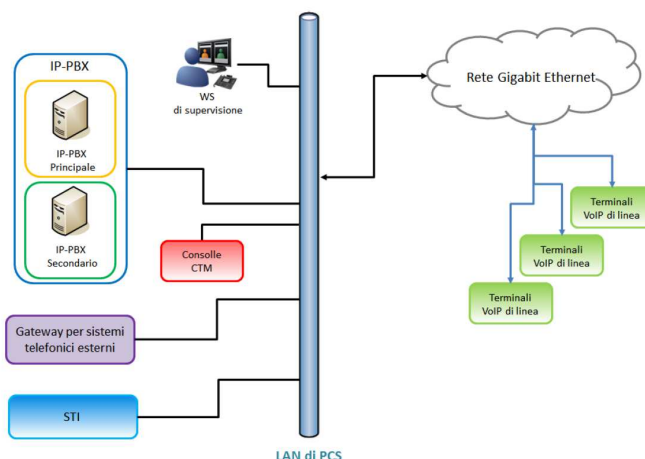 IP-PBX
IP-PBX
Principale
IP-PBX
Secondario
WS
di supervisione
Consolle
CTM
Gateway per sistemi
telefonici esterni
STI
LAN di PCS
Rete Gigabit Ethernet
Terminali
VoIP di linea
Terminali
VoIP di linea
Terminali
VoIP di linea